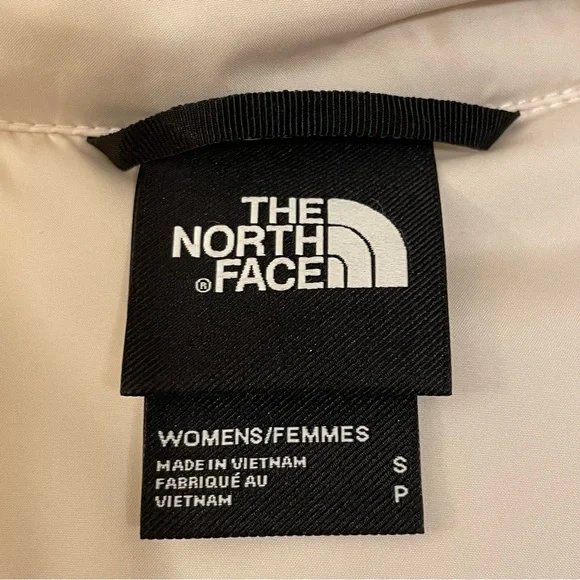 THE
NORTH
® FACE
WOMENS/FEMMES
MADE IN VIETNAM S
FABRIQUÉ AU
VIETNAM P